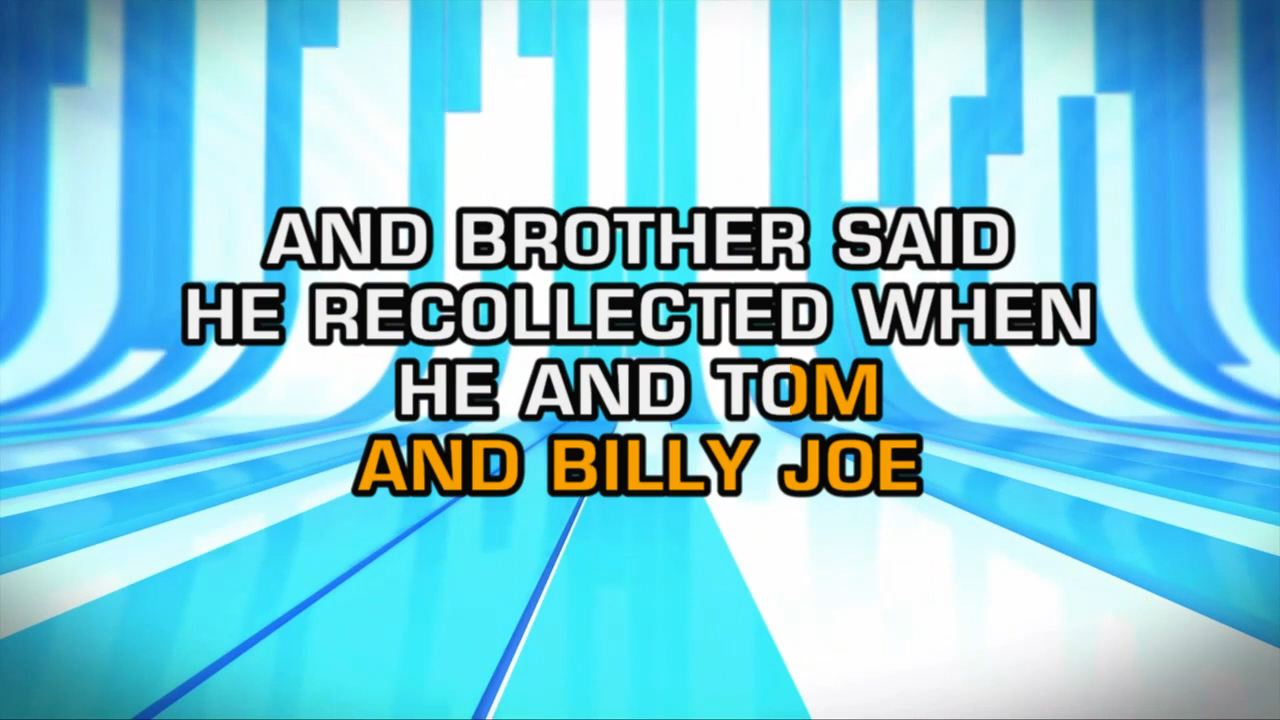 AND BROTHER SAID
HE RECOLLECTED WHEN
HE AND TOM
AND BILLY JOE